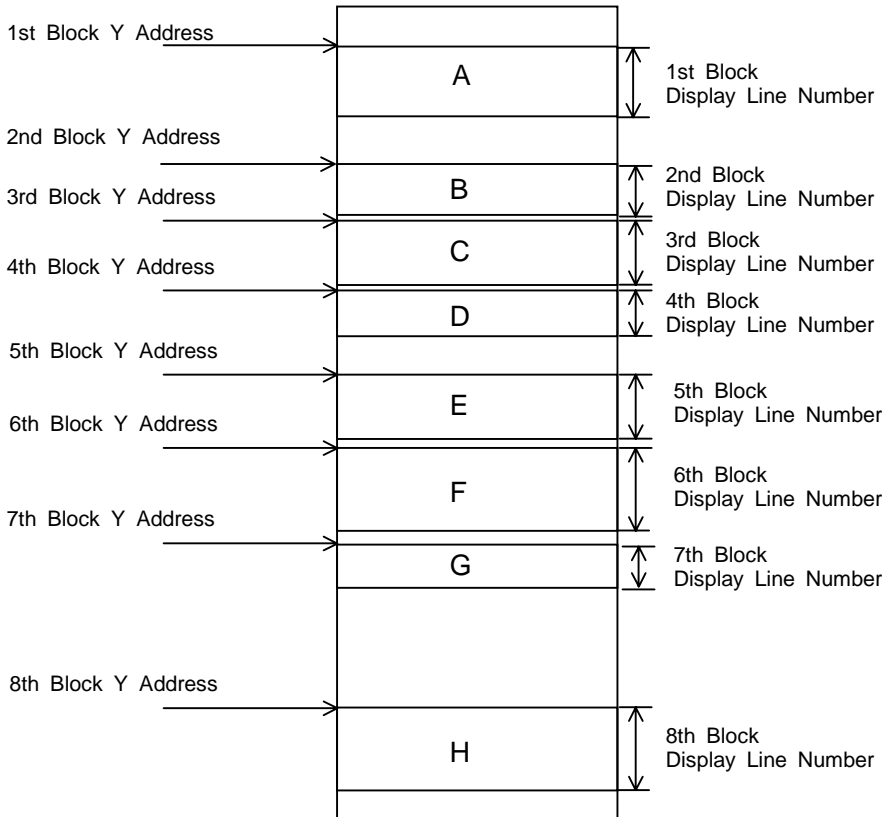 1st Block Y Address
A
1st Block
Display Line Number
2nd Block Y Address
B
2nd Block
Display Line Number
3rd Block Y Address
C
3rd Block
Display Line Number
4th Block Y Address
D
4th Block
Display Line Number
5th Block Y Address
E
5th Block
Display Line Number
6th Block Y Address
F
6th Block
Display Line Number
7th Block Y Address
G
7th Block
Display Line Number
8th Block Y Address
H
8th Block
Display Line Number